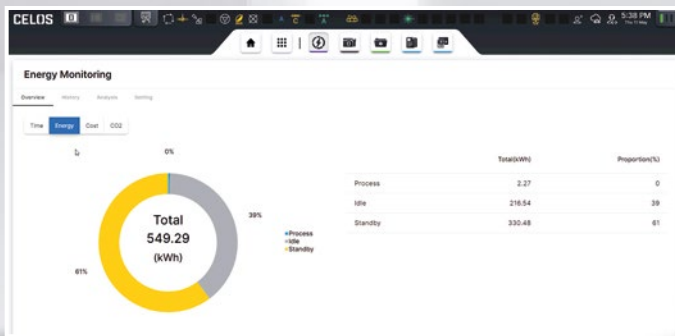 CELOS
5:38 PM
Energy Monitoring
Overview History Analysis Setting
Time Energy Cost CO2
0%
39%
61%
Total
549.29
(kWh)
Process
Idle
Standby
Total(kWh) Proportion(%)
Process 2.27 0
Idle 216.54 39
Standby 330.48 61